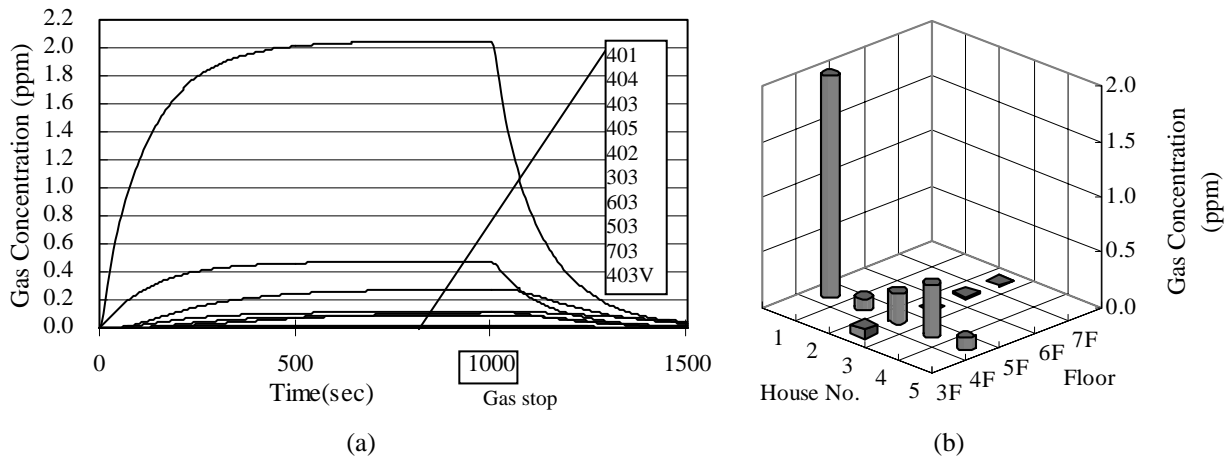 2.2
2.0
1.8
1.6
1.4
1.2
1.0
0.8
0.6
0.4
0.2
0.0
Gas Concentration (ppm)
0
500
1000
1500
Time(sec)
Gas stop
401
404
403
405
402
303
603
503
703
403V
(a)
2.0
1.5
1.0
0.5
0.0
Gas Concentration
(ppm)
1
2
3
4
5
House No.
3F
4F
5F
6F
7F
Floor
(b)